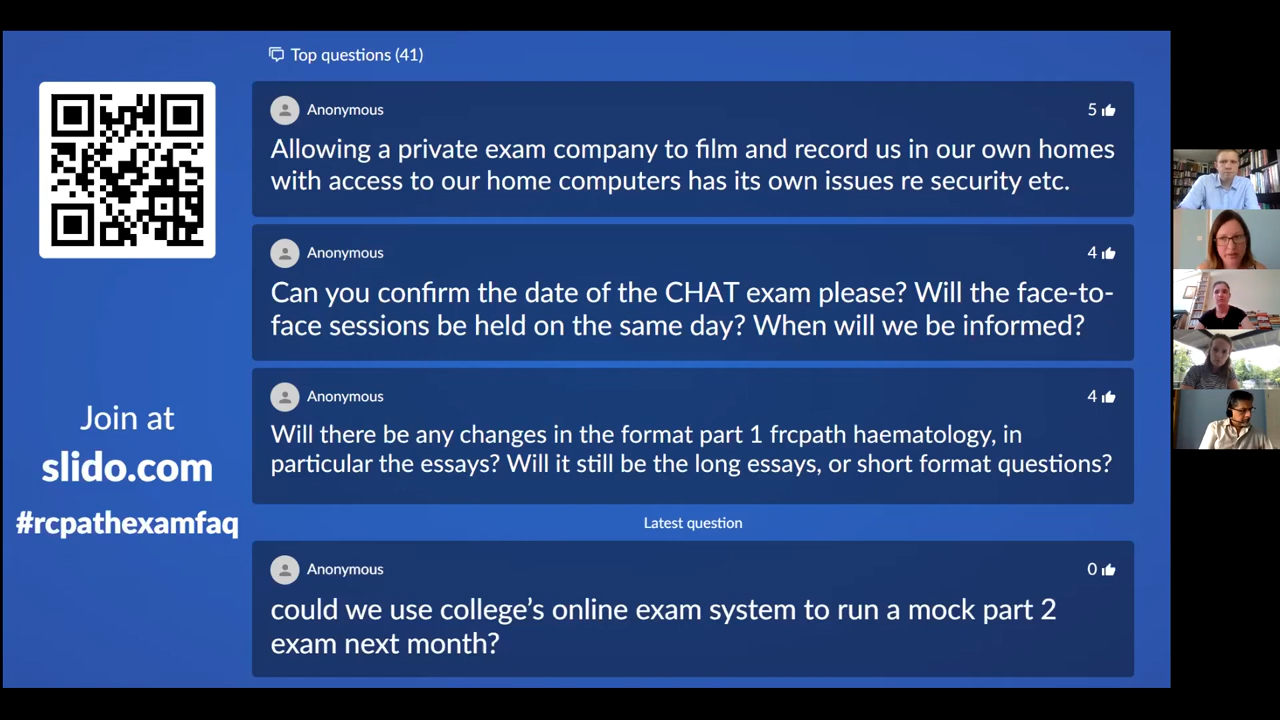 Top questions (41)
Anonymous
5
Allowing a private exam company to film and record us in our own homes
with access to our home computers has its own issues re security etc.
Anonymous
4
Can you confirm the date of the CHAT exam please? Will the face-to-
face sessions be held on the same day? When will we be informed?
Anonymous
4
Will there be any changes in the format part 1 frcpath haematology, in
particular the essays? Will it still be the long essays, or short format questions?
Latest question
Anonymous
0
could we use college's online exam system to run a mock part 2
exam next month?
Join at
slido.com
#rcpathexamfaq